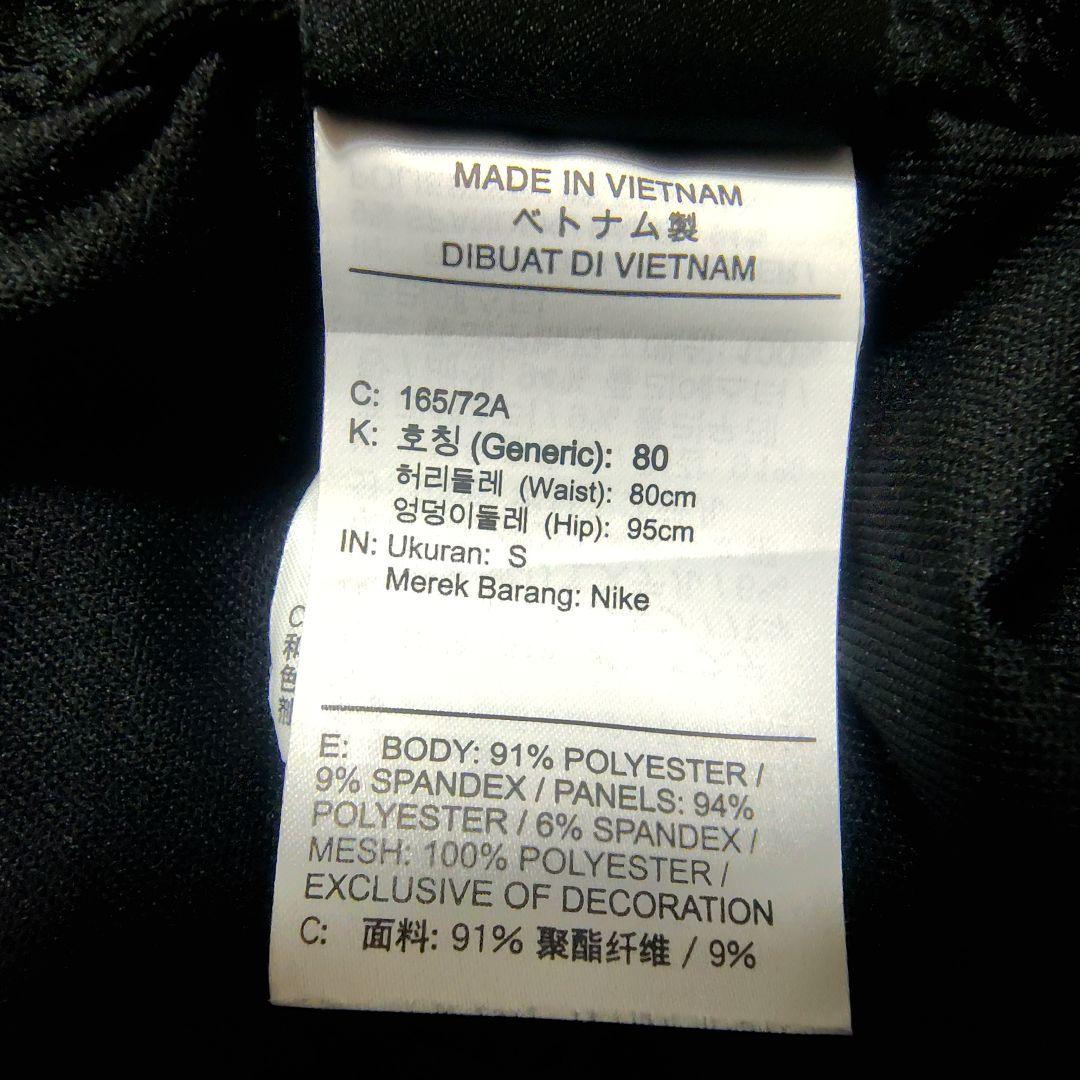 MADE IN VIETNAM
ベトナム製
DIBUAT DI VIETNAM
C: 165/72A
K: 호칭 (Generic): 80
허리둘레 (Waist): 80cm
엉덩이둘레 (Hip): 95cm
IN: Ukuran: S
Merek Barang: Nike
E: BODY: 91% POLYESTER /
9% SPANDEX / PANELS: 94%
POLYESTER / 6% SPANDEX /
MESH: 100% POLYESTER /
EXCLUSIVE OF DECORATION
C: 面料: 91% 聚酯纤维 / 9%